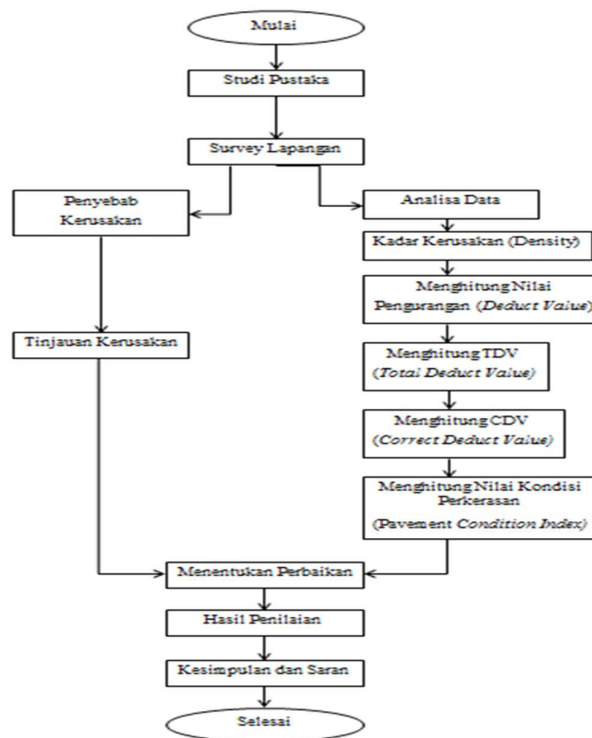 Mulai
Studi Pustaka
Survey Lapangan
Penyebab
Kerusakan
Tinjauan Kerusakan
Analisa Data
Kadar Kerusakan (Density)
Menghitung Nilai
Pengurangan (Deduct Value)
Menghitung TDV
(Total Deduct Value)
Menghitung CDV
(Correct Deduct Value)
Menghitung Nilai Kondisi
Perkerasan
(Pavement Condition Index)
Menentukan Perbaikan
Hasil Penilaian
Kesimpulan dan Saran
Selesai